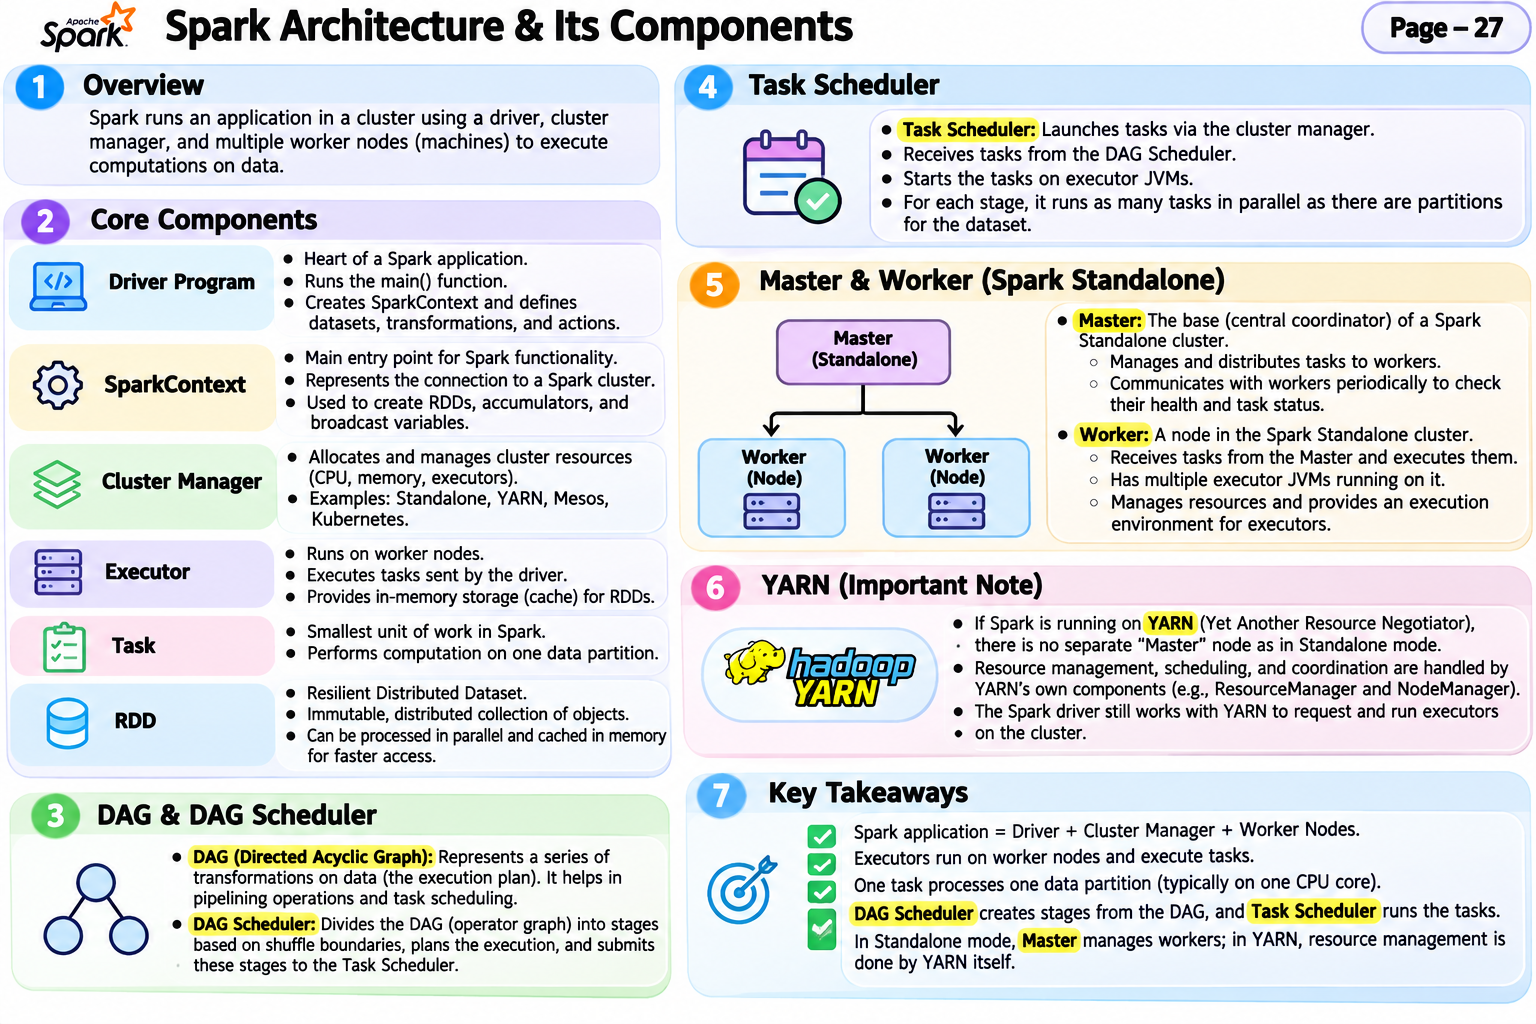 Apache
Spark
Spark Architecture & Its Components
Page – 27
1
Overview
Spark runs an application in a cluster using a driver, cluster
manager, and multiple worker nodes (machines) to execute
computations on data.
2
Core Components
</>
Driver Program
● Heart of a Spark application.
● Runs the main() function.
● Creates SparkContext and defines
datasets, transformations, and actions.
SparkContext
● Main entry point for Spark functionality.
● Represents the connection to a Spark cluster.
● Used to create RDDs, accumulators, and
broadcast variables.
Cluster Manager
● Allocates and manages cluster resources
(CPU, memory, executors).
● Examples: Standalone, YARN, Mesos,
Kubernetes.
Executor
● Runs on worker nodes.
● Executes tasks sent by the driver.
● Provides in-memory storage (cache) for RDDs.
Task
● Smallest unit of work in Spark.
● Performs computation on one data partition.
RDD
● Resilient Distributed Dataset.
● Immutable, distributed collection of objects.
● Can be processed in parallel and cached in memory
for faster access.
3
DAG & DAG Scheduler
● DAG (Directed Acyclic Graph): Represents a series of
transformations on data (the execution plan). It helps in
pipelining operations and task scheduling.
● DAG Scheduler: Divides the DAG (operator graph) into stages
based on shuffle boundaries, plans the execution, and submits
these stages to the Task Scheduler.
4
Task Scheduler
● Task Scheduler: Launches tasks via the cluster manager.
● Receives tasks from the DAG Scheduler.
● Starts the tasks on executor JVMs.
● For each stage, it runs as many tasks in parallel as there are partitions
for the dataset.
5
Master & Worker (Spark Standalone)
Master
(Standalone)
Worker
(Node)
Worker
(Node)
● Master: The base (central coordinator) of a Spark
Standalone cluster.
○ Manages and distributes tasks to workers.
○ Communicates with workers periodically to check
their health and task status.
● Worker: A node in the Spark Standalone cluster.
○ Receives tasks from the Master and executes them.
○ Has multiple executor JVMs running on it.
○ Manages resources and provides an execution
environment for executors.
6
YARN (Important Note)
hadoop
YARN
● If Spark is running on YARN (Yet Another Resource Negotiator),
· there is no separate “Master” node as in Standalone mode.
● Resource management, scheduling, and coordination are handled by
YARN’s own components (e.g., ResourceManager and NodeManager).
● The Spark driver still works with YARN to request and run executors
● on the cluster.
7
Key Takeaways
Spark application = Driver + Cluster Manager + Worker Nodes.
Executors run on worker nodes and execute tasks.
One task processes one data partition (typically on one CPU core).
DAG Scheduler creates stages from the DAG, and Task Scheduler runs the tasks.
In Standalone mode, Master manages workers; in YARN, resource management is
done by YARN itself.